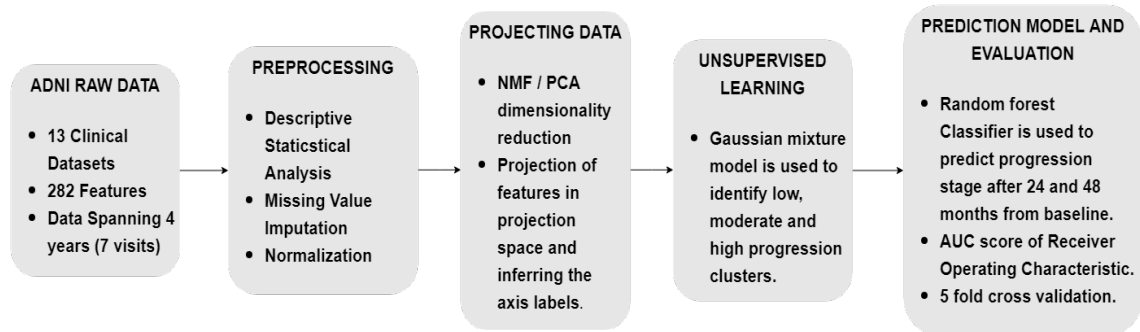 ADNI RAW DATA
• 13 Clinical
Datasets
• 282 Features
• Data Spanning 4
years (7 visits)
PREPROCESSING
• Descriptive
Staticstical
Analysis
• Missing Value
Imputation
• Normalization
PROJECTING DATA
• NMF / PCA
dimensionality
reduction
• Projection of
features in
projection
space and
inferring the
axis labels.
UNSUPERVISED
LEARNING
• Gaussian mixture
model is used to
identify low,
moderate and
high progression
clusters.
PREDICTION MODEL AND
EVALUATION
• Random forest
Classifier is used to
predict progression
stage after 24 and 48
months from baseline.
• AUC score of Receiver
Operating Characteristic.
• 5 fold cross validation.